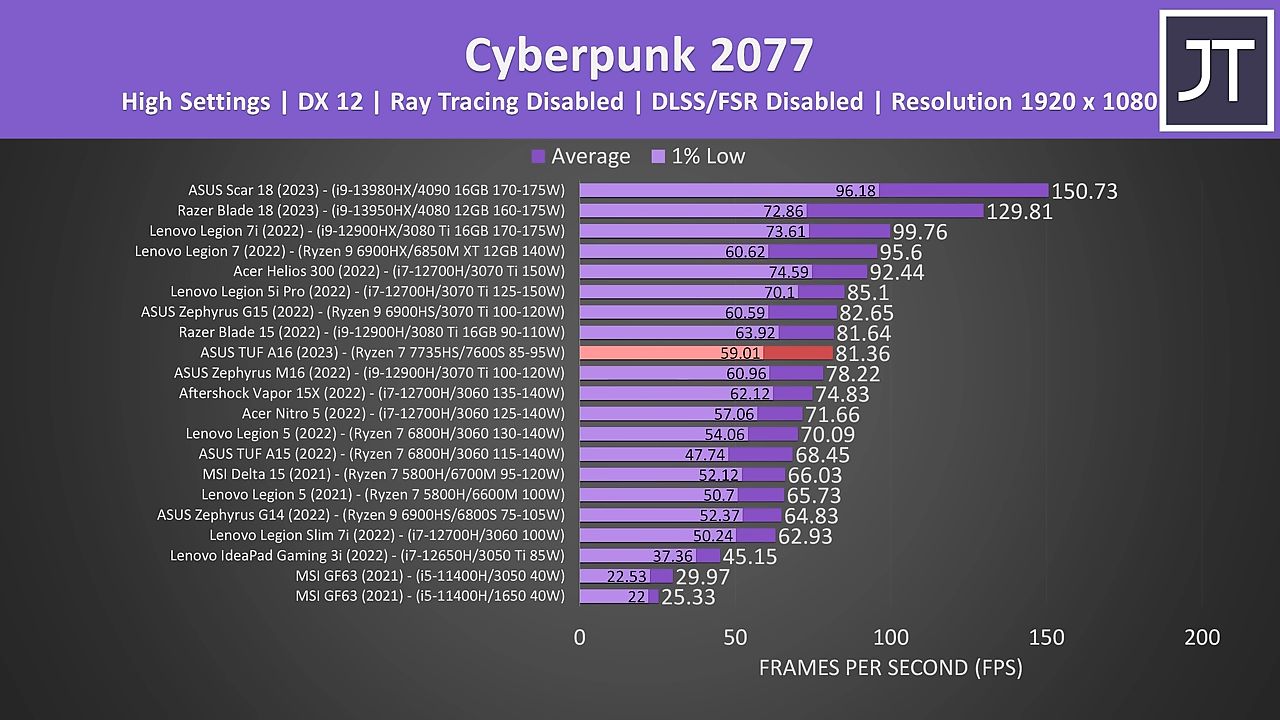 Cyberpunk 2077
JT
High Settings | DX 12 | Ray Tracing Disabled | DLSS/FSR Disabled | Resolution 1920 x 1080
Average 1% Low
ASUS Scar 18 (2023) - (i9-13980HX/4090 16GB 170-175W) 96.18 150.73
Razer Blade 18 (2023) - (i9-13950HX/4080 12GB 160-175W) 72.86 129.81
Lenovo Legion 7i (2022) - (i9-12900HX/3080 Ti 16GB 170-175W) 73.61 99.76
Lenovo Legion 7 (2022) - (Ryzen 9 6900HX/6850M XT 12GB 140W) 60.62 95.6
Acer Helios 300 (2022) - (i7-12700H/3070 Ti 150W) 74.59 92.44
Lenovo Legion 5i Pro (2022) - (i7-12700H/3070 Ti 125-150W) 70.1 85.1
ASUS Zephyrus G15 (2022) - (Ryzen 9 6900HS/3070 Ti 100-120W) 60.59 82.65
Razer Blade 15 (2022) - (i9-12900H/3080 Ti 16GB 90-110W) 63.92 81.64
ASUS TUF A16 (2023) - (Ryzen 7 7735HS/7600S 85-95W) 59.01 81.36
ASUS Zephyrus M16 (2022) - (i9-12900H/3070 Ti 100-120W) 60.96 78.22
Aftershock Vapor 15X (2022) - (i7-12700H/3060 135-140W) 62.12 74.83
Acer Nitro 5 (2022) - (i7-12700H/3060 125-140W) 57.06 71.66
Lenovo Legion 5 (2022) - (Ryzen 7 6800H/3060 130-140W) 54.06 70.09
ASUS TUF A15 (2022) - (Ryzen 7 6800H/3060 115-140W) 47.74 68.45
MSI Delta 15 (2021) - (Ryzen 7 5800H/6700M 95-120W) 52.12 66.03
Lenovo Legion 5 (2021) - (Ryzen 7 5800H/6600M 100W) 50.7 65.73
ASUS Zephyrus G14 (2022) - (Ryzen 9 6900HS/6800S 75-105W) 52.37 64.83
Lenovo Legion Slim 7i (2022) - (i7-12700H/3060 100W) 50.24 62.93
Lenovo IdeaPad Gaming 3i (2022) - (i7-12650H/3050 Ti 85W) 37.36 45.15
MSI GF63 (2021) - (i5-11400H/3050 40W) 22.53 29.97
MSI GF63 (2021) - (i5-11400H/1650 40W) 22 25.33
0 50 100 150 200
FRAMES PER SECOND (FPS)